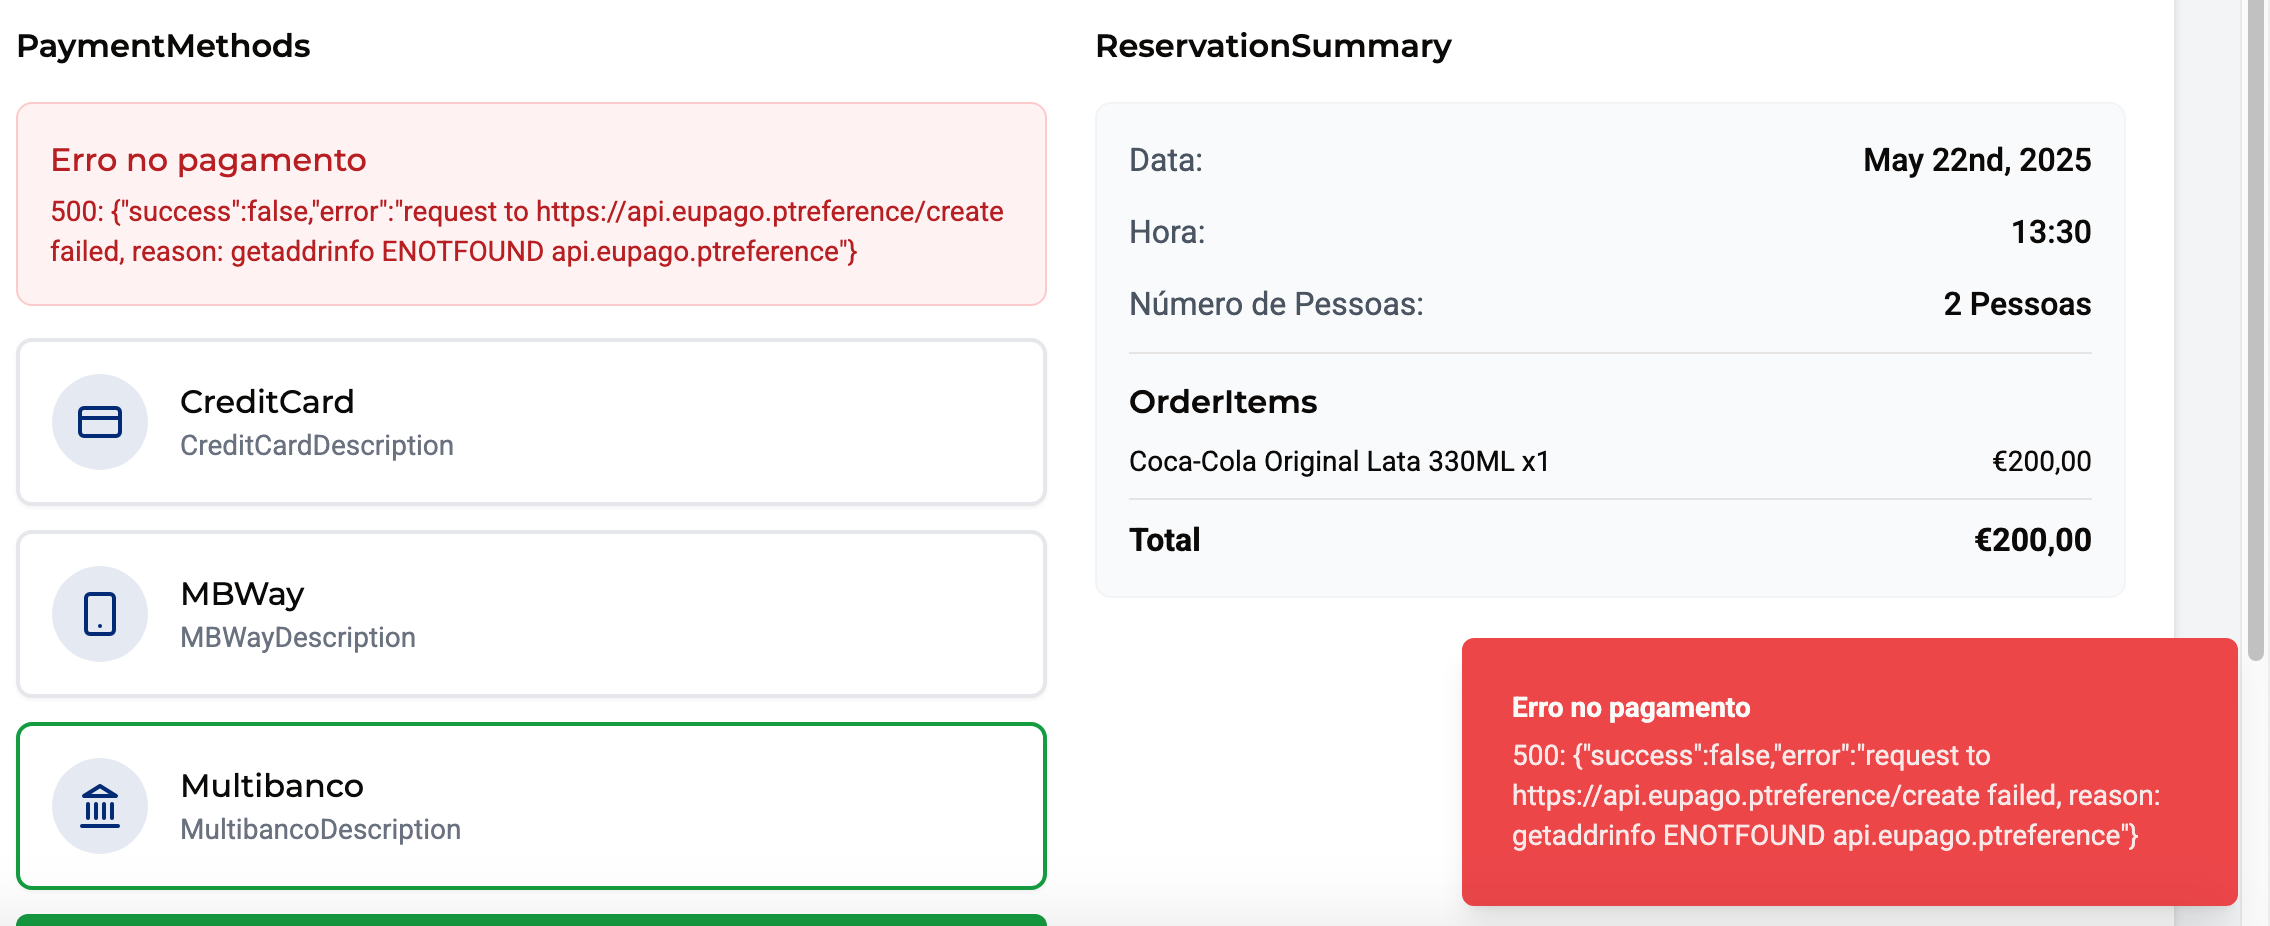 PaymentMethods
Erro no pagamento
500: {"success":false,"error":"request to https://api.eupago.ptreference/create
failed, reason: getaddrinfo ENOTFOUND api.eupago.ptreference"}
CreditCard
CreditCardDescription
MBWay
MBWayDescription
Multibanco
MultibancoDescription
ReservationSummary
Data: May 22nd, 2025
Hora: 13:30
Número de Pessoas: 2 Pessoas
OrderItems
Coca-Cola Original Lata 330ML x1 €200,00
Total €200,00
Erro no pagamento
500: {"success":false,"error":"request to
https://api.eupago.ptreference/create failed, reason:
getaddrinfo ENOTFOUND api.eupago.ptreference"}